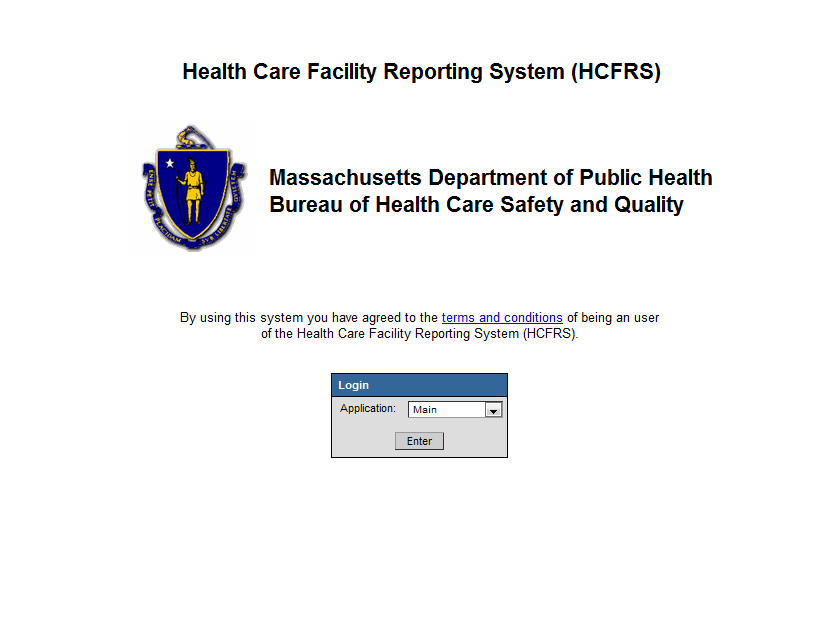 Health Care Facility Reporting System (HCFRS)
Massachusetts Department of Public Health
Bureau of Health Care Safety and Quality
By using this system you have agreed to the terms and conditions of being an user
of the Health Care Facility Reporting System (HCFRS).
Login
Application: Main
Enter